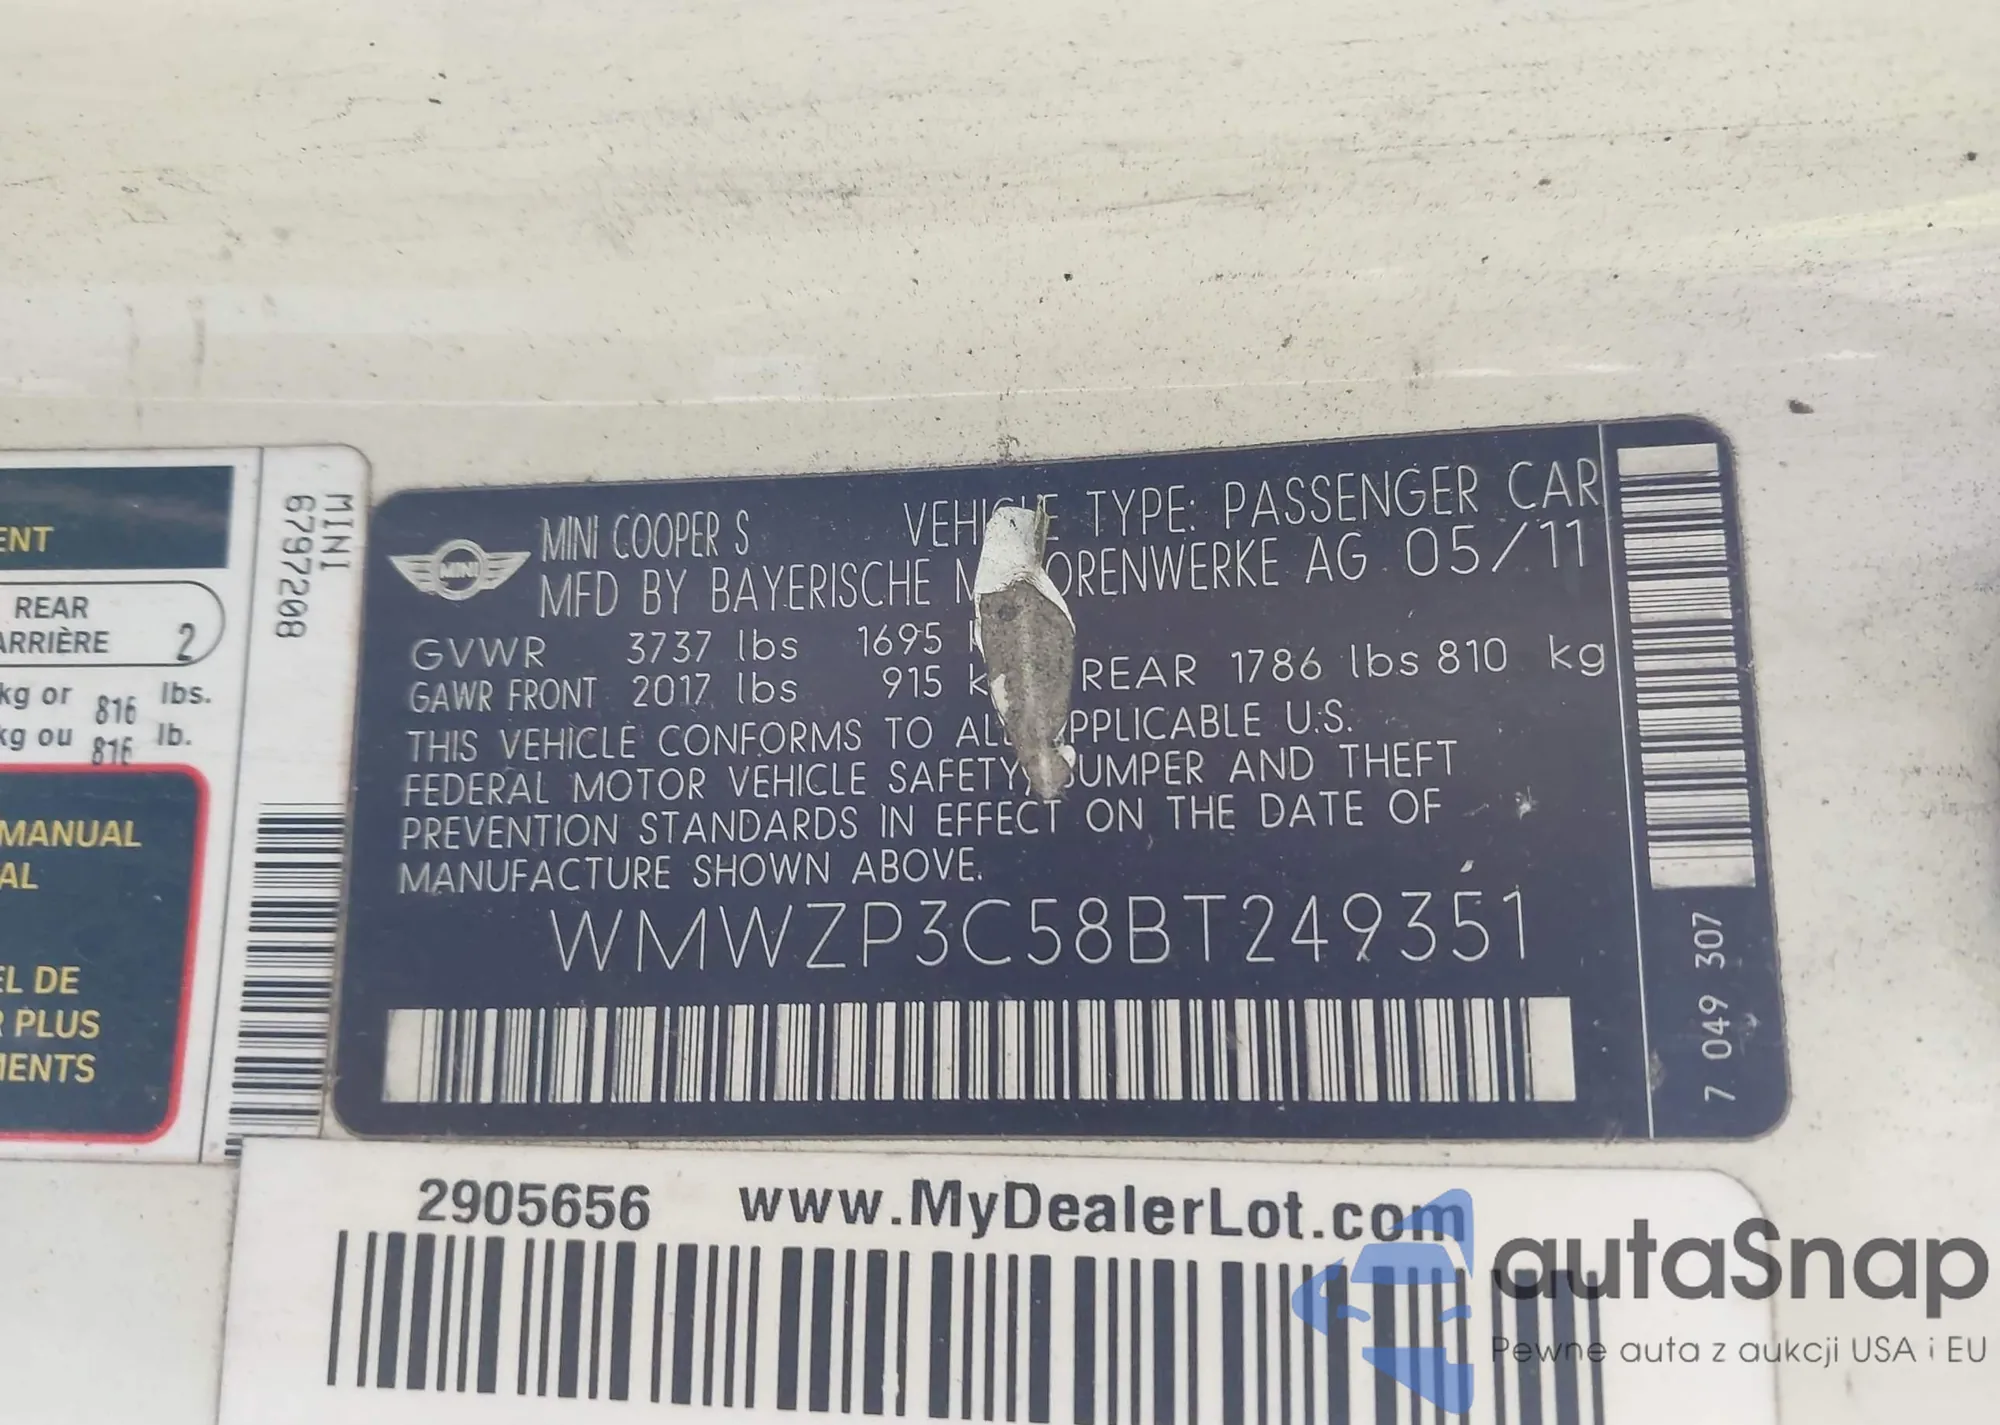 ENT
REAR
ARRIÈRE 2
kg or 816 lbs.
kg ou 816 lb.
MANUAL
AL
EL DE
R PLUS
MENTS
MINI
6797208
MINI
MINI COOPER S VEHICLE TYPE: PASSENGER CAR
MFD BY BAYERISCHE M ORENWERKE AG 05/11
GVWR 3737 lbs 1695 k
GAWR FRONT 2017 lbs 915 kg REAR 1786 lbs 810 kg
THIS VEHICLE CONFORMS TO ALL APPLICABLE U.S.
FEDERAL MOTOR VEHICLE SAFETY, BUMPER AND THEFT
PREVENTION STANDARDS IN EFFECT ON THE DATE OF
MANUFACTURE SHOWN ABOVE.
WMWZP3C58BT249351
7 049 307
2905656 www.MyDealerLot.com
autaSnap
Pewne auta z aukcji USA i EU